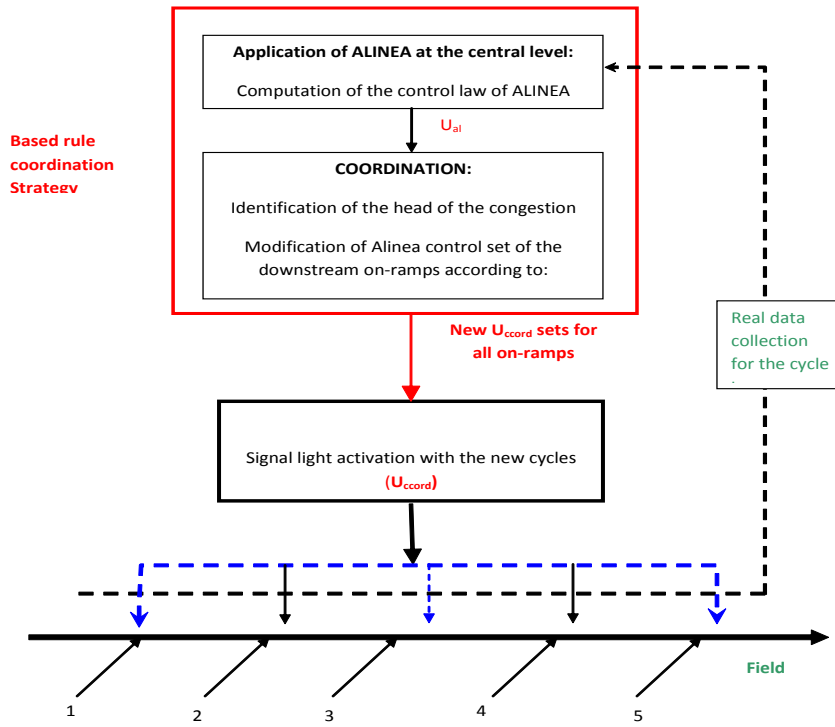 Application of ALINEA at the central level:
Computation of the control law of ALINEA
Ual
Based rule
coordination
Strategy
COORDINATION:
Identification of the head of the congestion
Modification of Alinea control set of the
downstream on-ramps according to:
New Uccord sets for
all on-ramps
Real data
collection
for the cycle
Signal light activation with the new cycles
(Uccord)
Field
1
2
3
4
5